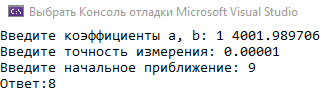 Выбрать Консоль отладки Microsoft Visual Studio
Введите коэффициенты a, b: 1 4001.989706
Введите точность измерения: 0.00001
Введите начальное приближение: 9
Ответ:8